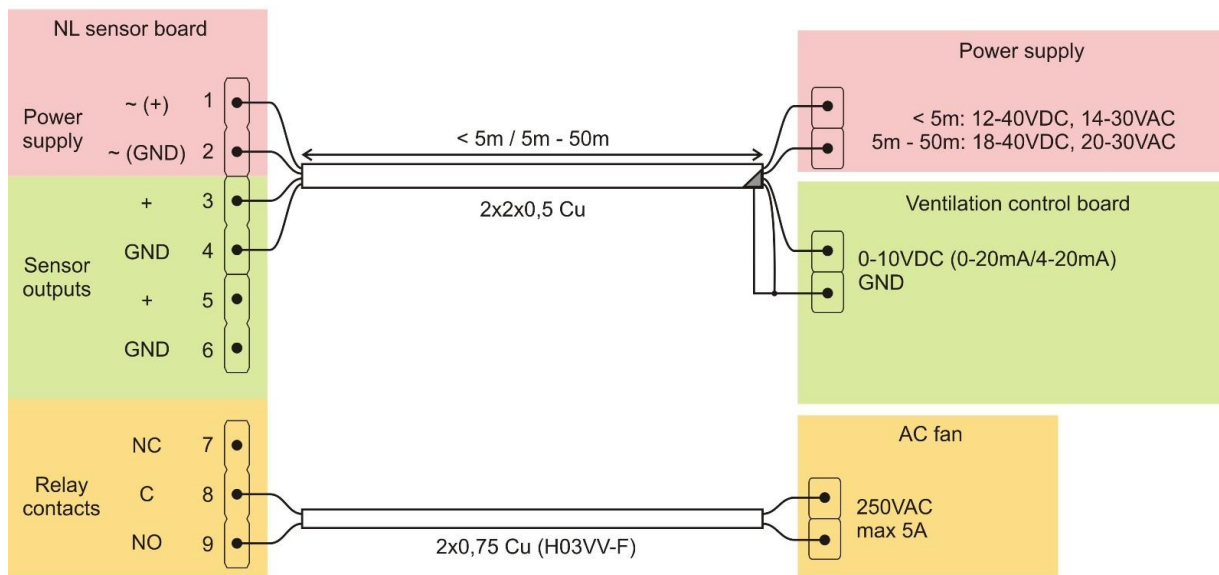 NL sensor board
Power supply
~ (+) 1
~ (GND) 2
Sensor outputs
+ 3
GND 4
+ 5
GND 6
Relay contacts
NC 7
C 8
NO 9
< 5m / 5m - 50m
2x2x0,5 Cu
2x0,75 Cu (H03VV-F)
Power supply
< 5m: 12-40VDC, 14-30VAC
5m - 50m: 18-40VDC, 20-30VAC
Ventilation control board
0-10VDC (0-20mA/4-20mA)
GND
AC fan
250VAC
max 5A